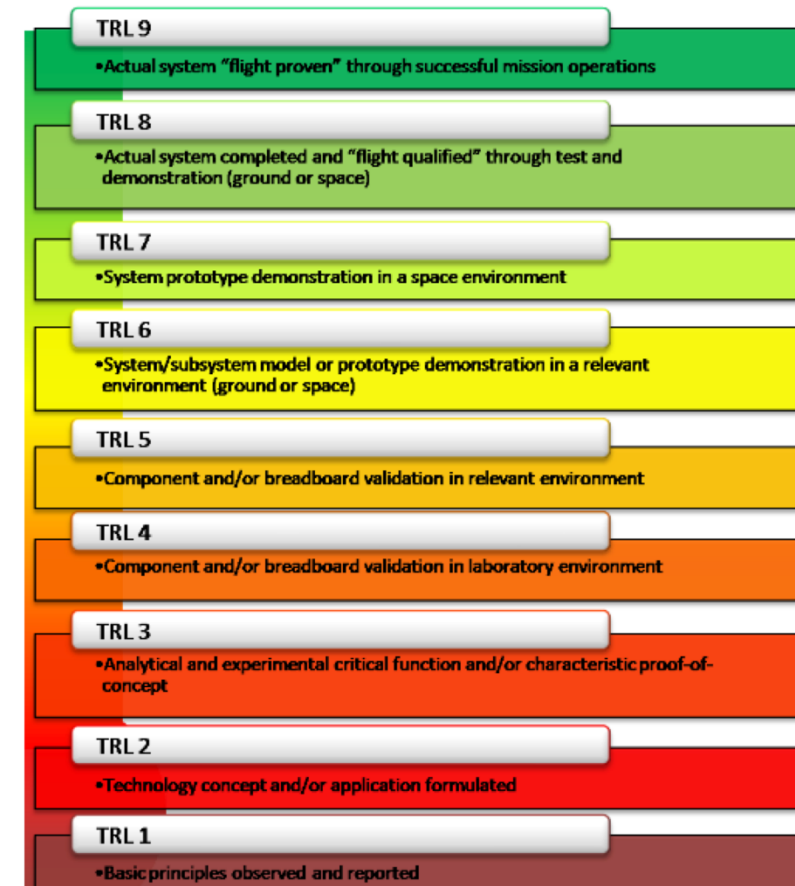 TRL 9
•Actual system “flight proven” through successful mission operations
TRL 8
•Actual system completed and “flight qualified” through test and
demonstration (ground or space)
TRL 7
•System prototype demonstration in a space environment
TRL 6
•System/subsystem model or prototype demonstration in a relevant
environment (ground or space)
TRL 5
•Component and/or breadboard validation in relevant environment
TRL 4
•Component and/or breadboard validation in laboratory environment
TRL 3
•Analytical and experimental critical function and/or characteristic proof-of-
concept
TRL 2
•Technology concept and/or application formulated
TRL 1
•Basic principles observed and reported